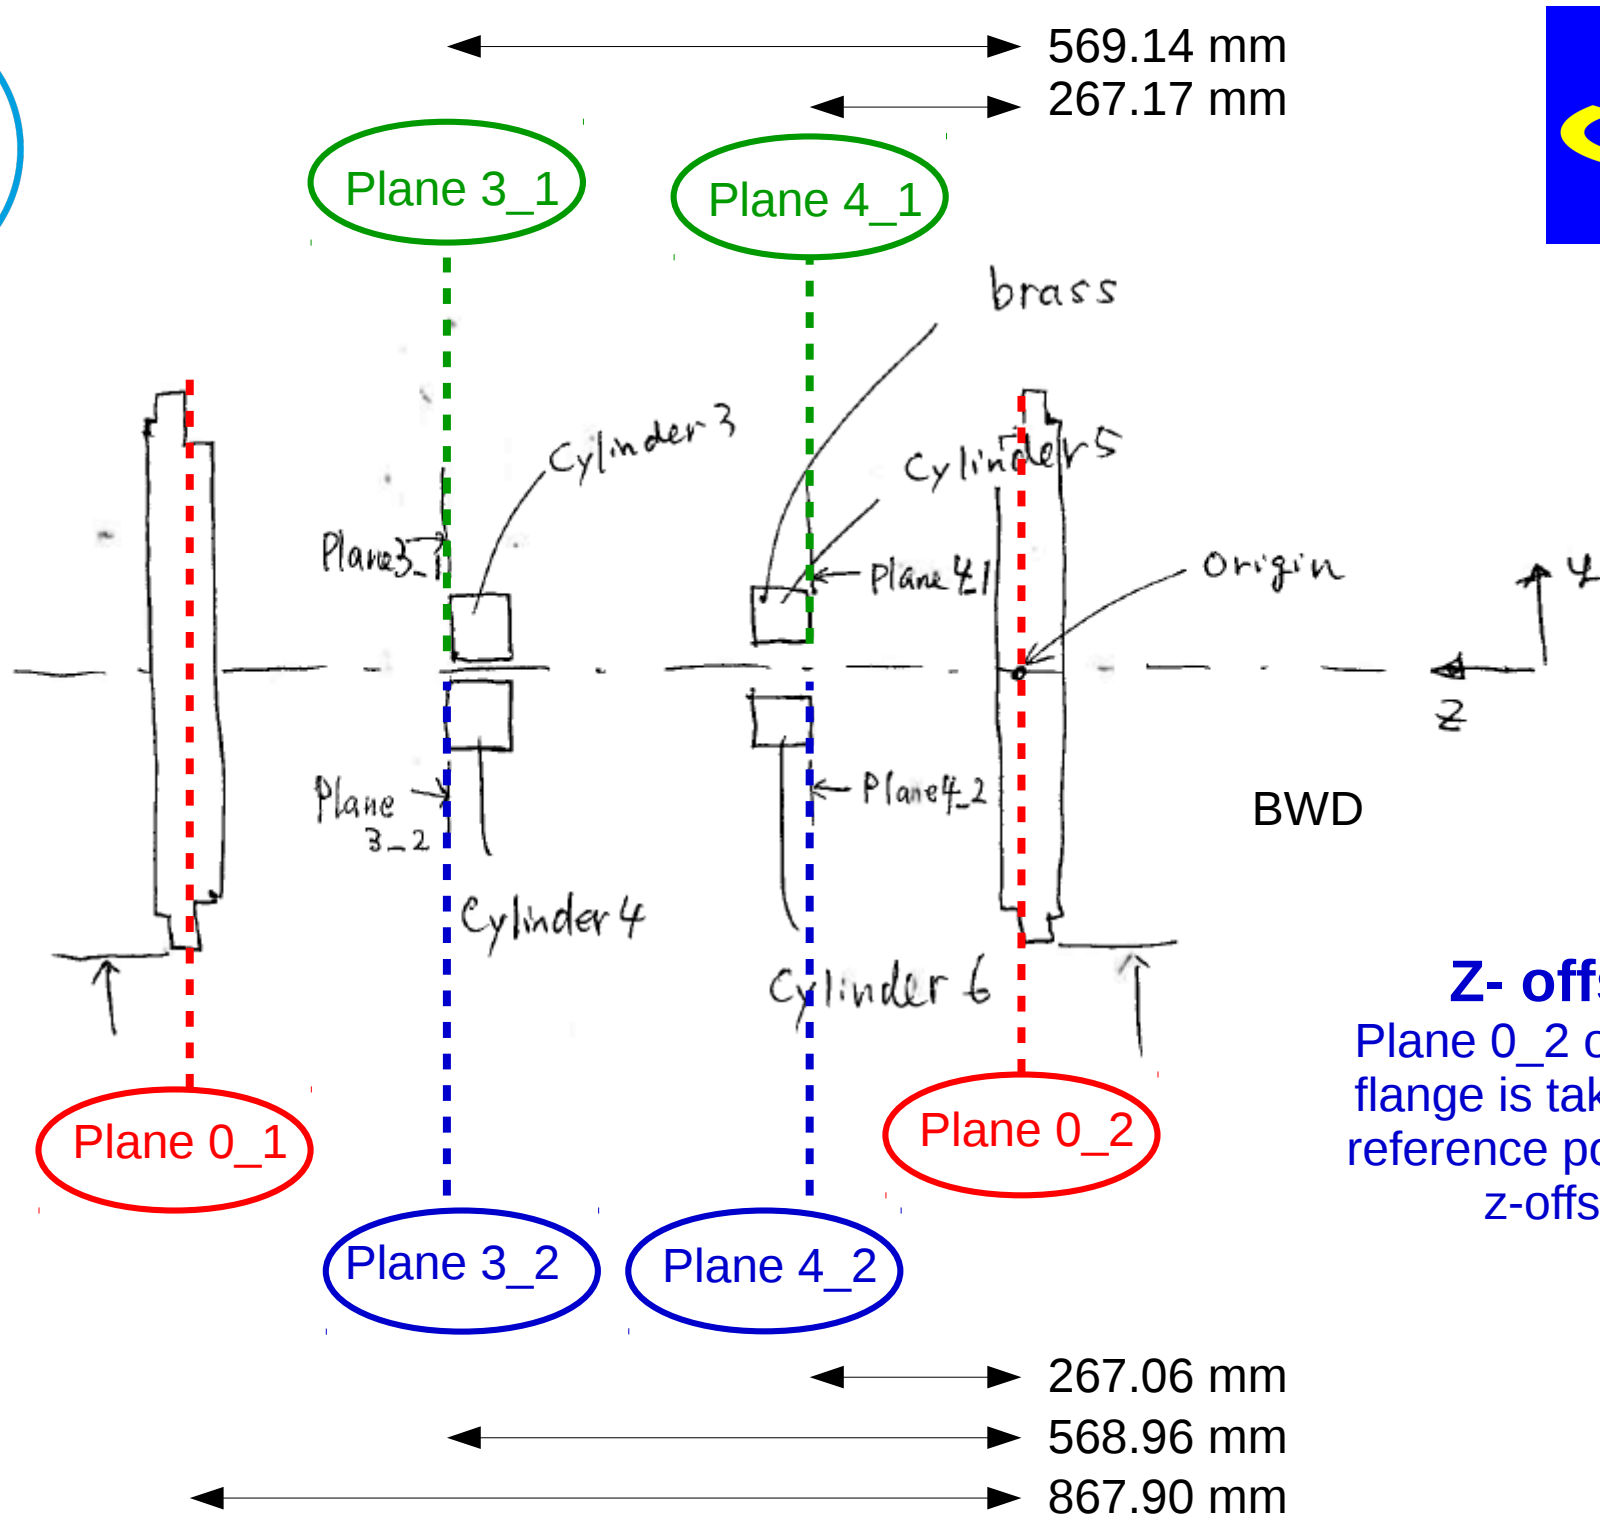 569.14 mm
267.17 mm
Plane 3_1
Plane 4_1
brass
Cylinder 3
Cylinder 5
Plane3_1
Plane 4_1
Origin
y
Z
Plane
3_2
Plane4_2
BWD
Cylinder 4
Cylinder 6
Z- offs
Plane 0_2 o
flange is tak
reference po
z-offs
Plane 0_1
Plane 0_2
Plane 3_2
Plane 4_2
267.06 mm
568.96 mm
867.90 mm